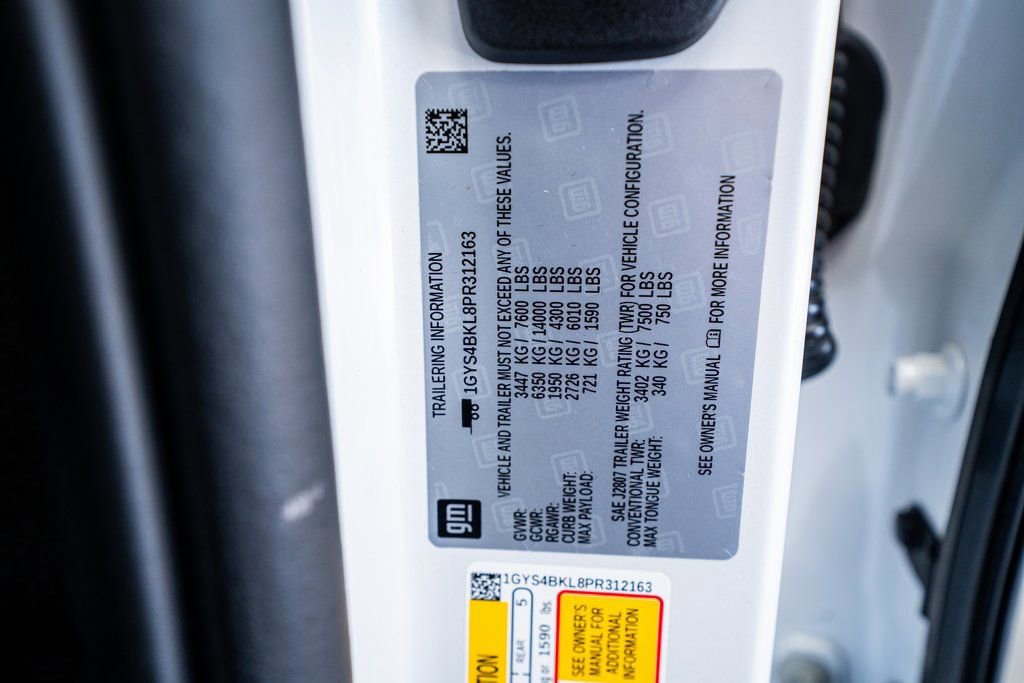 TRAILERING INFORMATION
1GYS4BKL8PR312163
gm
VEHICLE AND TRAILER MUST NOT EXCEED ANY OF THESE VALUES.
GVWR: 3447 KG / 7600 LBS
GCWR: 6350 KG / 14000 LBS
RGAWR: 1950 KG / 4300 LBS
CURB WEIGHT: 2726 KG / 6010 LBS
MAX PAYLOAD: 721 KG / 1590 LBS
SAE J2807 TRAILER WEIGHT RATING (TWR) FOR VEHICLE CONFIGURATION.
CONVENTIONAL TWR: 3402 KG / 7500 LBS
MAX TONGUE WEIGHT: 340 KG / 750 LBS
SEE OWNER'S MANUAL FOR MORE INFORMATION
1GYS4BKL8PR312163
REAR 5
or 1590 lbs.
SEE OWNER'S
MANUAL FOR
ADDITIONAL
INFORMATION